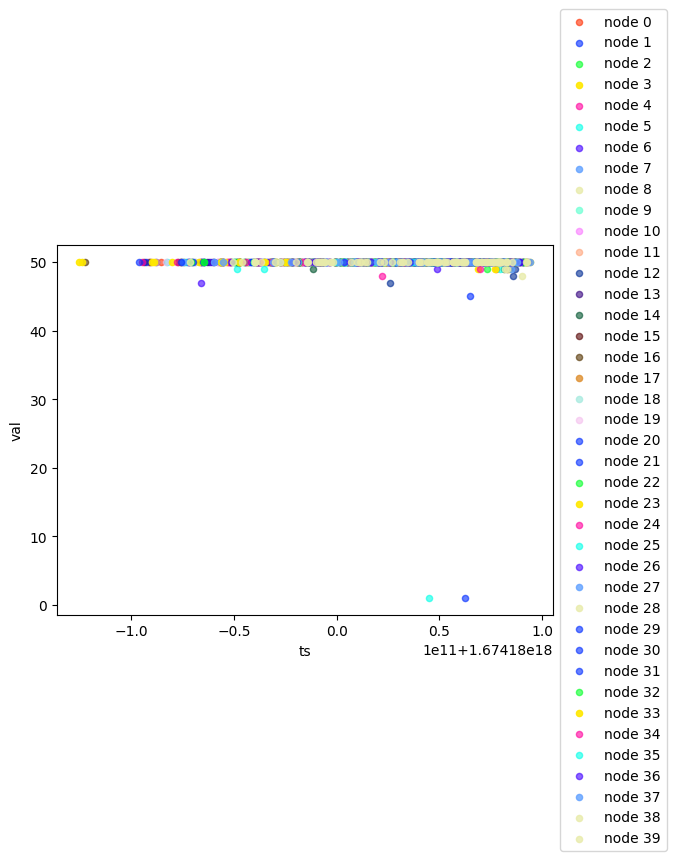 50
40
30
20
10
0
val
−1.0
−0.5
0.0
0.5
1.0
ts
1e11+1.67418e18
node 0
node 1
node 2
node 3
node 4
node 5
node 6
node 7
node 8
node 9
node 10
node 11
node 12
node 13
node 14
node 15
node 16
node 17
node 18
node 19
node 20
node 21
node 22
node 23
node 24
node 25
node 26
node 27
node 28
node 29
node 30
node 31
node 32
node 33
node 34
node 35
node 36
node 37
node 38
node 39